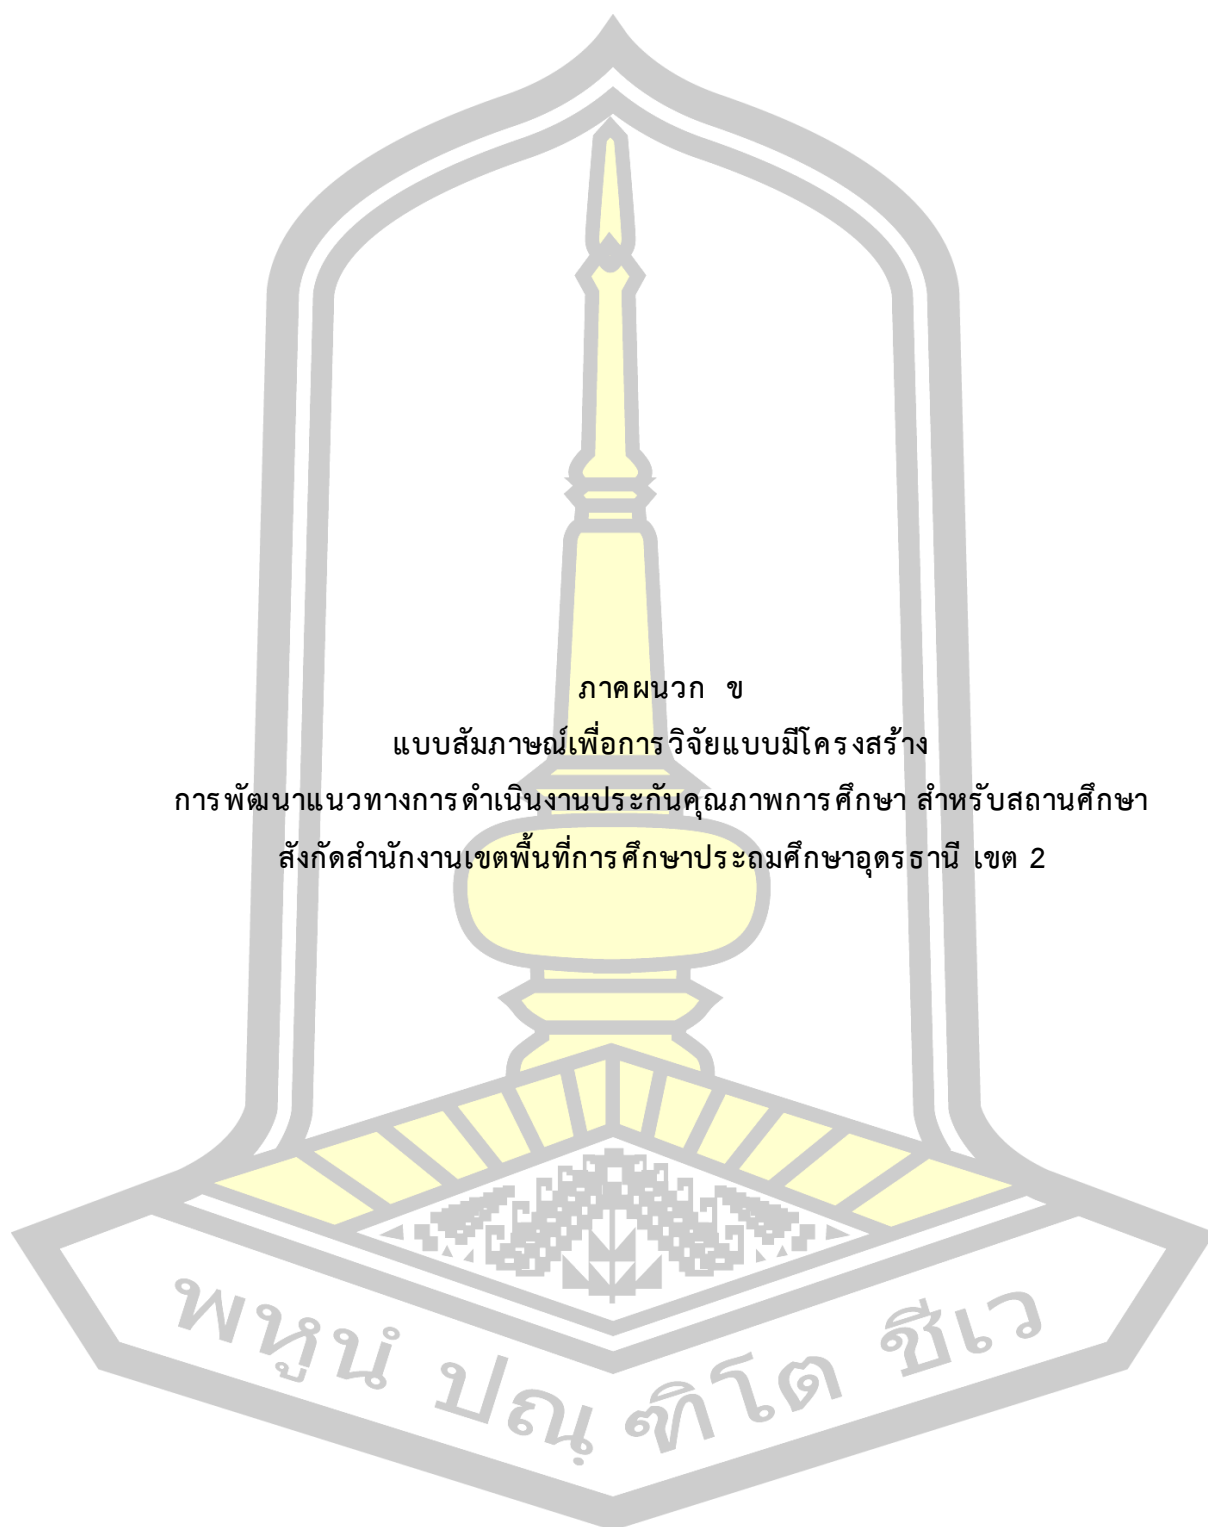 ภาคผนวก ข
แบบสัมภาษณ์เพื่อการวิจัยแบบมีโครงสร้าง
การพัฒนาแนวทางการดำเนินงานประกันคุณภาพการศึกษา สำหรับสถานศึกษา
สังกัดสำนักงานเขตพื้นที่การศึกษาประถมศึกษาอุดรธานี เขต 2
พหูนํ ปณฺฑิโต ชีเว